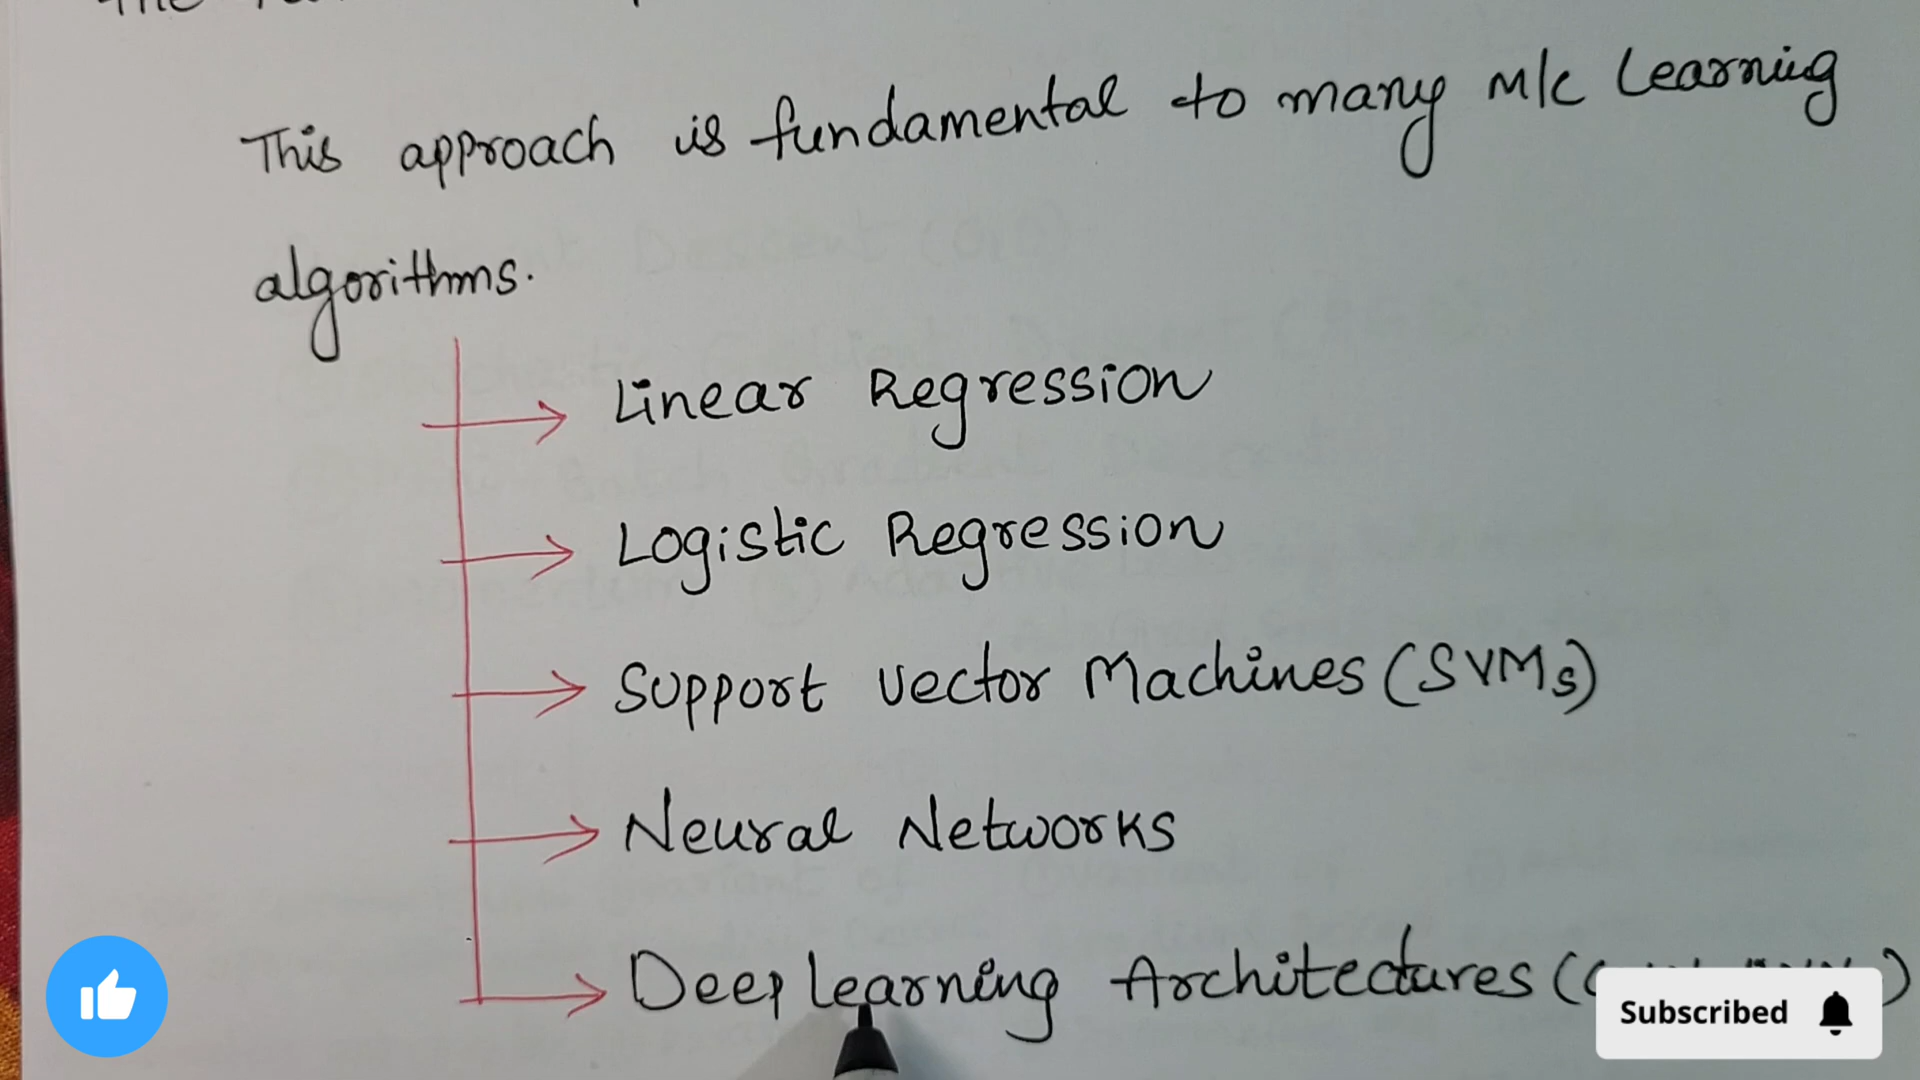 This approach is fundamental to many M/c Learning
algorithms.
Linear Regression
Logistic Regression
Support Vector Machines (SVMs)
Neural Networks
Deep learning Architectures (
Subscribed